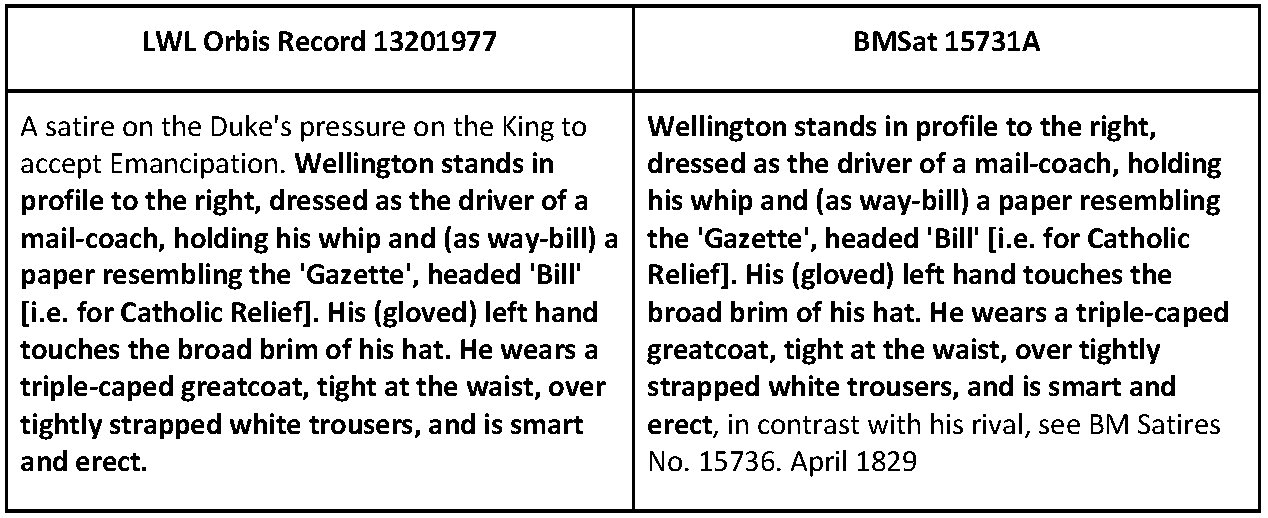 LWL Orbis Record 13201977
BMSat 15731A
A satire on the Duke's pressure on the King to
accept Emancipation. Wellington stands in
profile to the right, dressed as the driver of a
mail-coach, holding his whip and (as way-bill) a
paper resembling the 'Gazette', headed 'Bill'
[i.e. for Catholic Relief]. His (gloved) left hand
touches the broad brim of his hat. He wears a
triple-caped greatcoat, tight at the waist, over
tightly strapped white trousers, and is smart
and erect.
Wellington stands in profile to the right,
dressed as the driver of a mail-coach, holding
his whip and (as way-bill) a paper resembling
the 'Gazette', headed 'Bill' [i.e. for Catholic
Relief]. His (gloved) left hand touches the
broad brim of his hat. He wears a triple-caped
greatcoat, tight at the waist, over tightly
strapped white trousers, and is smart and
erect, in contrast with his rival, see BM Satires
No. 15736. April 1829